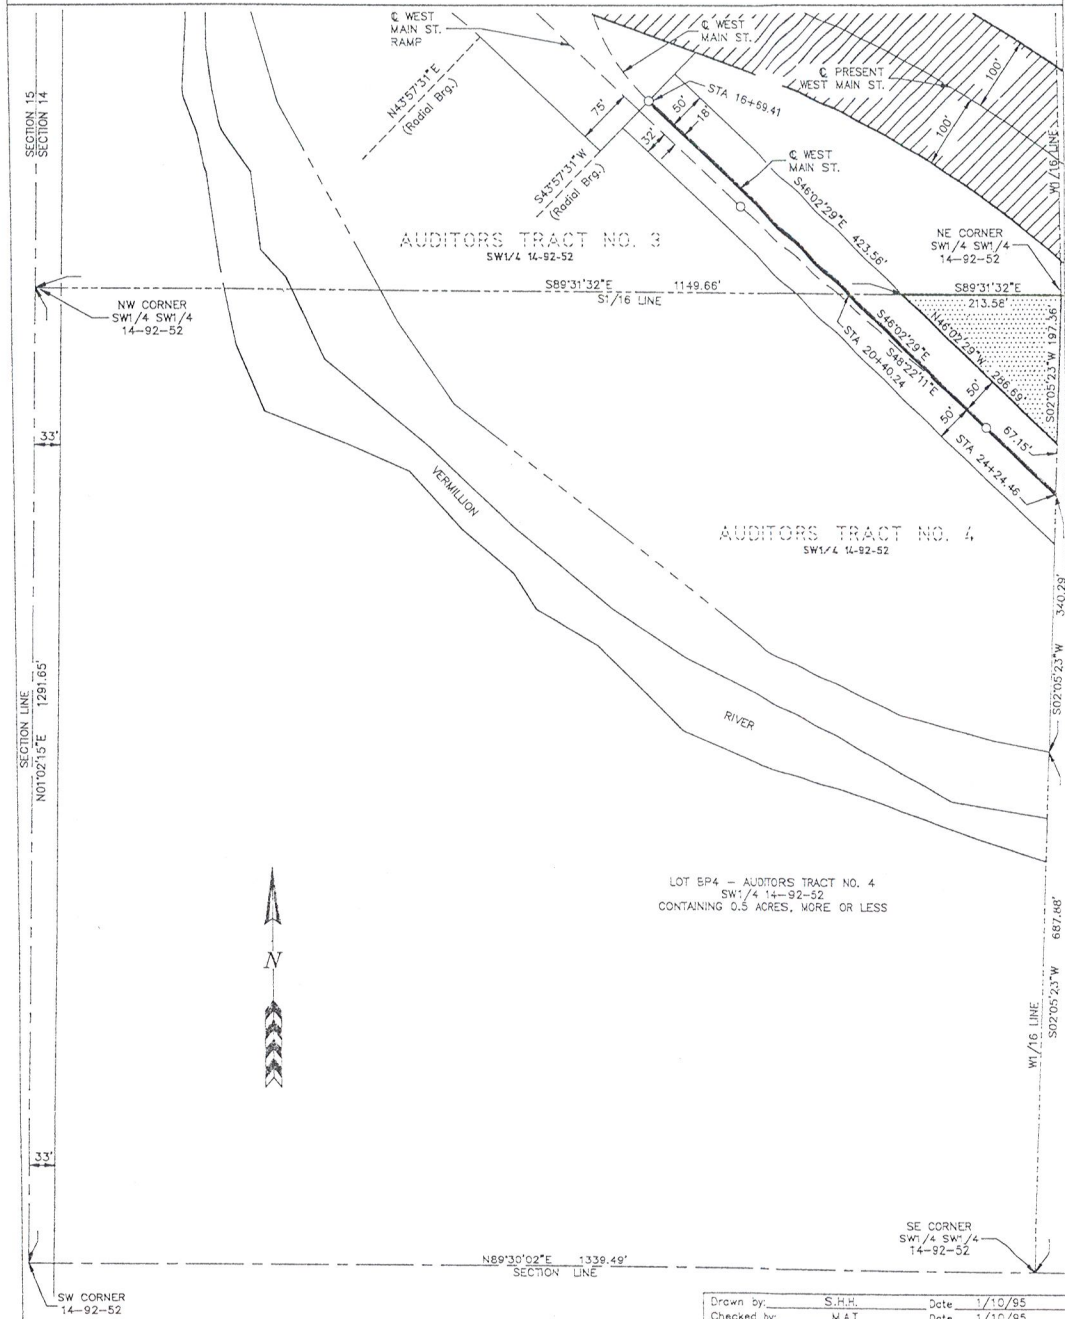 ℄ WEST
MAIN ST.
RAMP
℄ WEST
MAIN ST.
℄ PRESENT
WEST MAIN ST.
100'
100'
N43°57'31"E
(Radial Brg.)
75'
32'
50'
18'
STA 16+69.41
S43°57'31"W
(Radial Brg.)
℄ WEST
MAIN ST.
S46°02'29"E 423.56'
SECTION 15
SECTION 14
W1/16 LINE
AUDITORS TRACT NO. 3
SW1/4 14-92-52
NE CORNER
SW1/4 SW1/4
14-92-52
S89°31'32"E 1149.66'
S1/16 LINE
S89°31'32"E
213.58'
NW CORNER
SW1/4 SW1/4
14-92-52
S46°02'29"E
S48°22'11"E
STA 20+40.24
N46°02'29"W 286.69'
S02°05'23"W 197.36'
50'
50'
67.15'
STA 24+24.46
33'
VERMILLION
AUDITORS TRACT NO. 4
SW1/4 14-92-52
S02°05'23"W 340.29'
SECTION LINE
N01°02'15"E 1291.65'
RIVER
LOT BP4 – AUDITORS TRACT NO. 4
SW1/4 14-92-52
CONTAINING 0.5 ACRES, MORE OR LESS
N
W1/16 LINE
S02°05'23"W 687.88'
33'
SE CORNER
SW1/4 SW1/4
14-92-52
N89°30'02"E 1339.49'
SECTION LINE
SW CORNER
14-92-52
Drawn by: S.H.H. Date 1/10/95
Checked by: M.A.T. Date 1/10/95